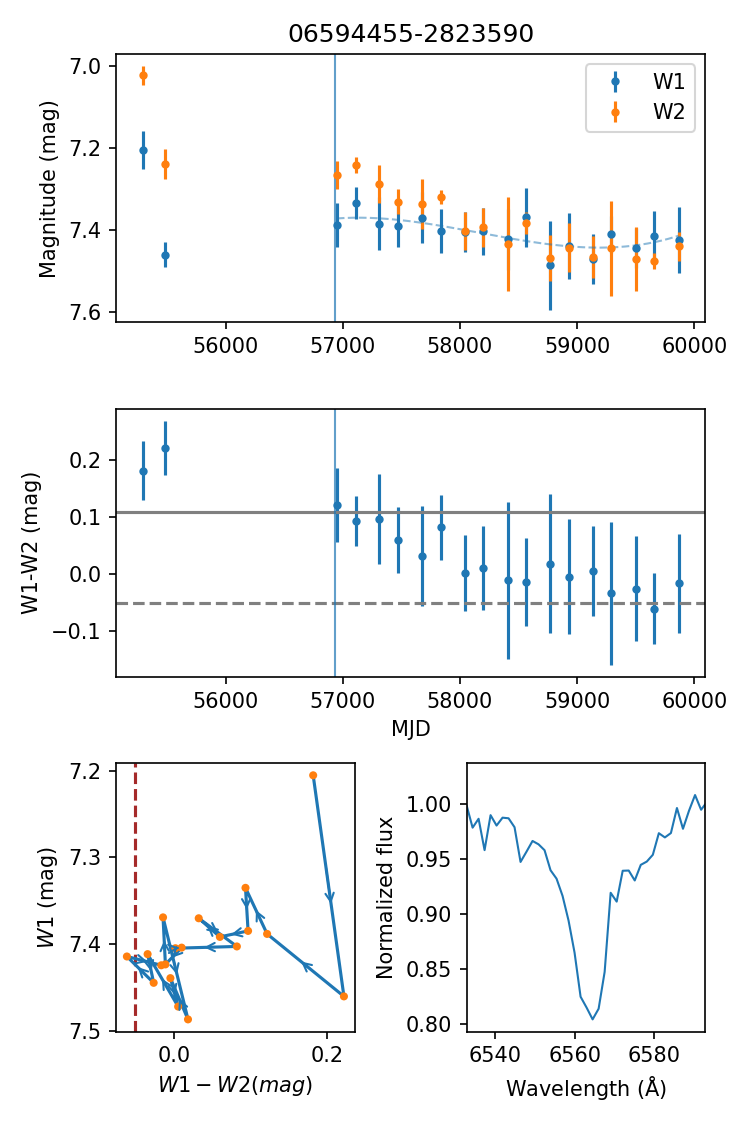 06594455-2823590
Magnitude (mag)
7.0
7.2
7.4
7.6
W1
W2
56000 57000 58000 59000 60000
W1-W2 (mag)
0.2
0.1
0.0
−0.1
56000 57000 58000 59000 60000
MJD
W1 (mag)
7.2
7.3
7.4
7.5
0.0 0.2
W1 − W2(mag)
Normalized flux
1.00
0.95
0.90
0.85
0.80
6540 6560 6580
Wavelength (Å)